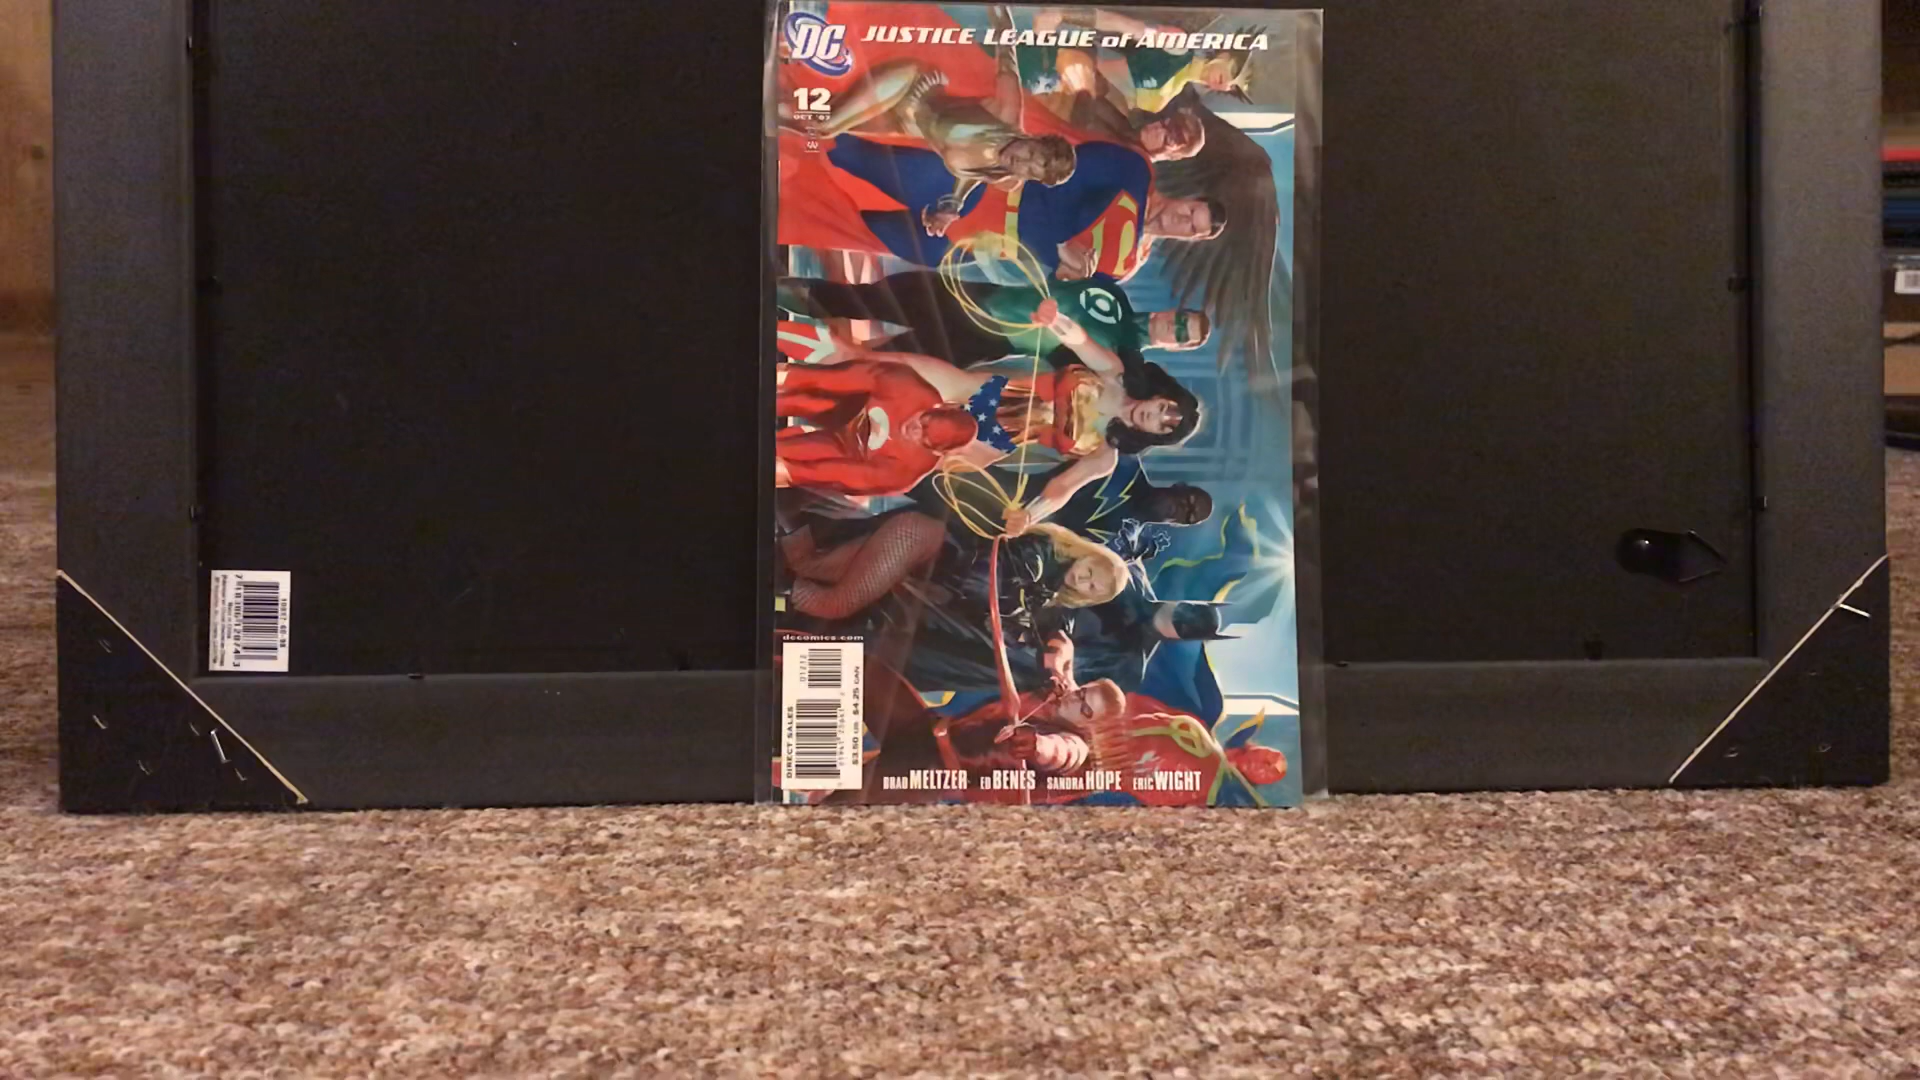 DC
JUSTICE LEAGUE of AMERICA
12
OCT '07
dccomics.com
01212
DIRECT SALES
$3.50 US $4.25 CAN
BRAD MELTZER ED BENES SANDRA HOPE ERIC WIGHT